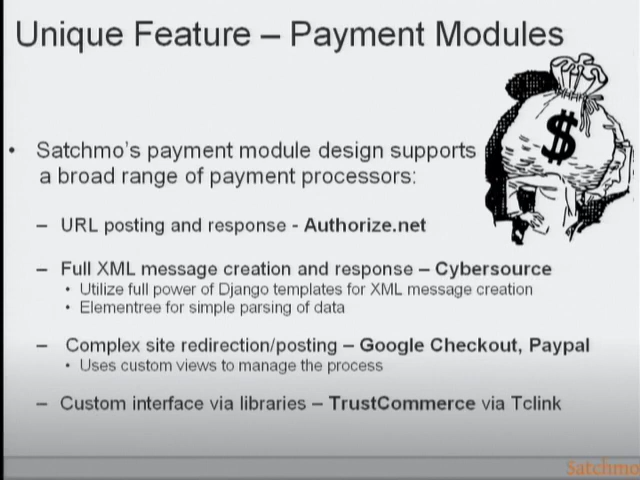 Unique Feature – Payment Modules
$
• Satchmo's payment module design supports
a broad range of payment processors:
– URL posting and response - Authorize.net
– Full XML message creation and response – Cybersource
• Utilize full power of Django templates for XML message creation
• Elementree for simple parsing of data
– Complex site redirection/posting – Google Checkout, Paypal
• Uses custom views to manage the process
– Custom interface via libraries – TrustCommerce via Tclink
Satchmo